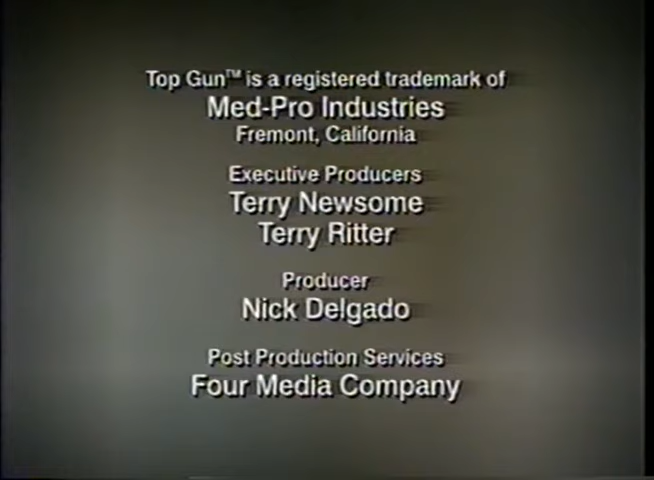 Top Gun™ is a registered trademark of
Med-Pro Industries
Fremont, California
Executive Producers
Terry Newsome
Terry Ritter
Producer
Nick Delgado
Post Production Services
Four Media Company